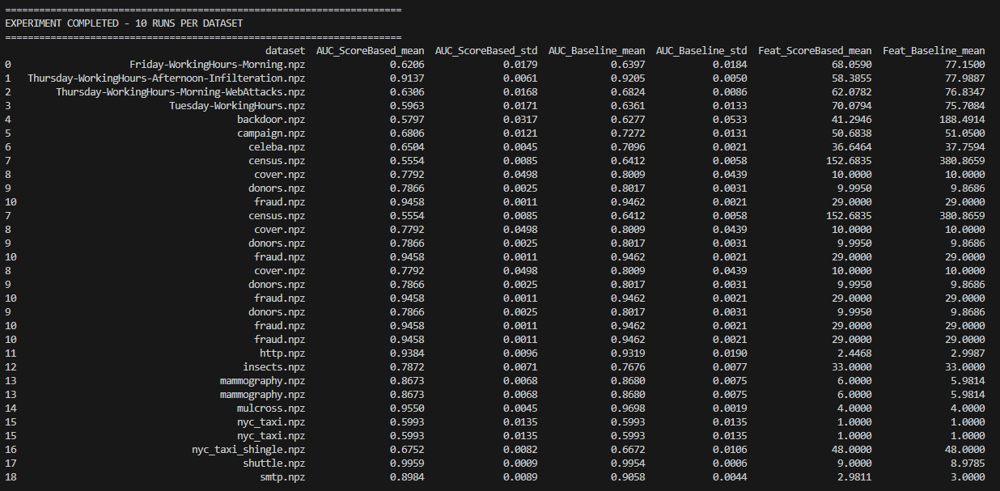 ======================================================================
EXPERIMENT COMPLETED - 10 RUNS PER DATASET
======================================================================
dataset AUC_ScoreBased_mean AUC_ScoreBased_std AUC_Baseline_mean AUC_Baseline_std Feat_ScoreBased_mean Feat_Baseline_mean
0 Friday-WorkingHours-Morning.npz 0.6206 0.0179 0.6397 0.0184 68.0590 77.1500
1 Thursday-WorkingHours-Afternoon-Infilteration.npz 0.9137 0.0061 0.9205 0.0050 58.3855 77.9887
2 Thursday-WorkingHours-Morning-WebAttacks.npz 0.6306 0.0168 0.6824 0.0086 62.0782 76.8347
3 Tuesday-WorkingHours.npz 0.5963 0.0171 0.6361 0.0133 70.0794 75.7084
4 backdoor.npz 0.5797 0.0317 0.6277 0.0533 41.2946 188.4914
5 campaign.npz 0.6806 0.0121 0.7272 0.0131 50.6838 51.0500
6 celeba.npz 0.6504 0.0045 0.7096 0.0021 36.6464 37.7594
7 census.npz 0.5554 0.0085 0.6412 0.0058 152.6835 380.8659
8 cover.npz 0.7792 0.0498 0.8009 0.0439 10.0000 10.0000
9 donors.npz 0.7866 0.0025 0.8017 0.0031 9.9950 9.8686
10 fraud.npz 0.9458 0.0011 0.9462 0.0021 29.0000 29.0000
7 census.npz 0.5554 0.0085 0.6412 0.0058 152.6835 380.8659
8 cover.npz 0.7792 0.0498 0.8009 0.0439 10.0000 10.0000
9 donors.npz 0.7866 0.0025 0.8017 0.0031 9.9950 9.8686
10 fraud.npz 0.9458 0.0011 0.9462 0.0021 29.0000 29.0000
8 cover.npz 0.7792 0.0498 0.8009 0.0439 10.0000 10.0000
9 donors.npz 0.7866 0.0025 0.8017 0.0031 9.9950 9.8686
10 fraud.npz 0.9458 0.0011 0.9462 0.0021 29.0000 29.0000
9 donors.npz 0.7866 0.0025 0.8017 0.0031 9.9950 9.8686
10 fraud.npz 0.9458 0.0011 0.9462 0.0021 29.0000 29.0000
10 fraud.npz 0.9458 0.0011 0.9462 0.0021 29.0000 29.0000
11 http.npz 0.9384 0.0096 0.9319 0.0190 2.4468 2.9987
12 insects.npz 0.7872 0.0071 0.7676 0.0077 33.0000 33.0000
13 mammography.npz 0.8673 0.0068 0.8680 0.0075 6.0000 5.9814
13 mammography.npz 0.8673 0.0068 0.8680 0.0075 6.0000 5.9814
14 mulcross.npz 0.9550 0.0045 0.9698 0.0019 4.0000 4.0000
15 nyc_taxi.npz 0.5993 0.0135 0.5993 0.0135 1.0000 1.0000
15 nyc_taxi.npz 0.5993 0.0135 0.5993 0.0135 1.0000 1.0000
16 nyc_taxi_shingle.npz 0.6752 0.0082 0.6672 0.0106 48.0000 48.0000
17 shuttle.npz 0.9959 0.0009 0.9954 0.0006 9.0000 8.9785
18 smtp.npz 0.8984 0.0089 0.9058 0.0044 2.9811 3.0000